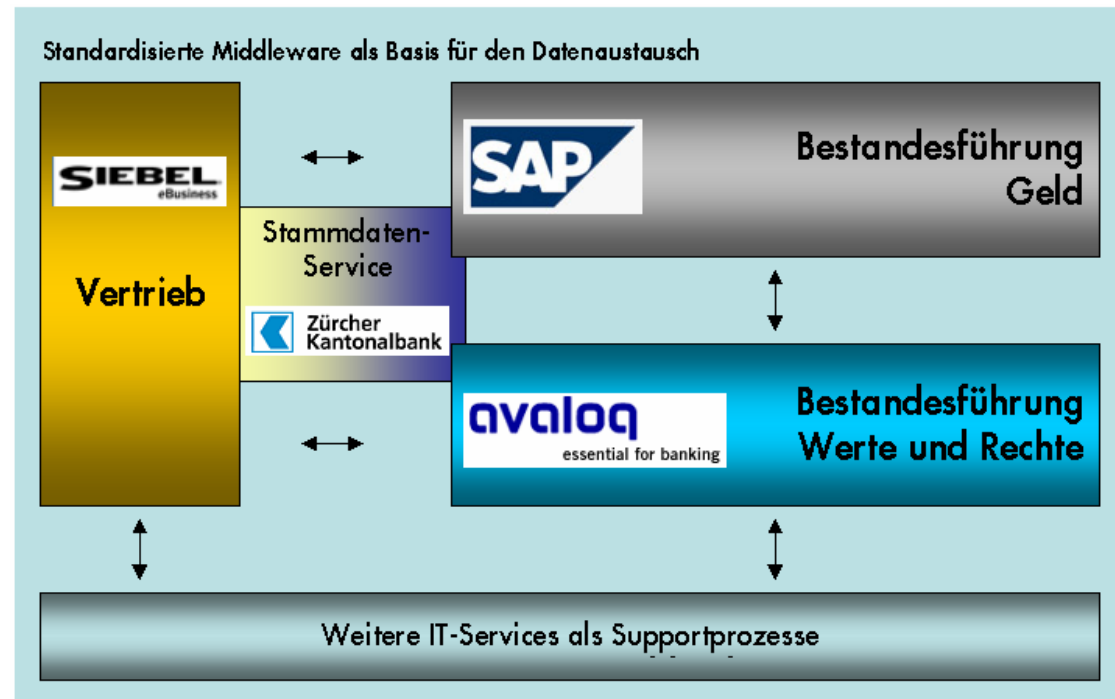 Standardisierte Middleware als Basis für den Datenaustausch
SIEBEL
eBusiness
Vertrieb
Stammdaten-
Service
Zürcher
Kantonalbank
SAP
Bestandesführung
Geld
avaloq
essential for banking
Bestandesführung
Werte und Rechte
Weitere IT-Services als Supportprozesse